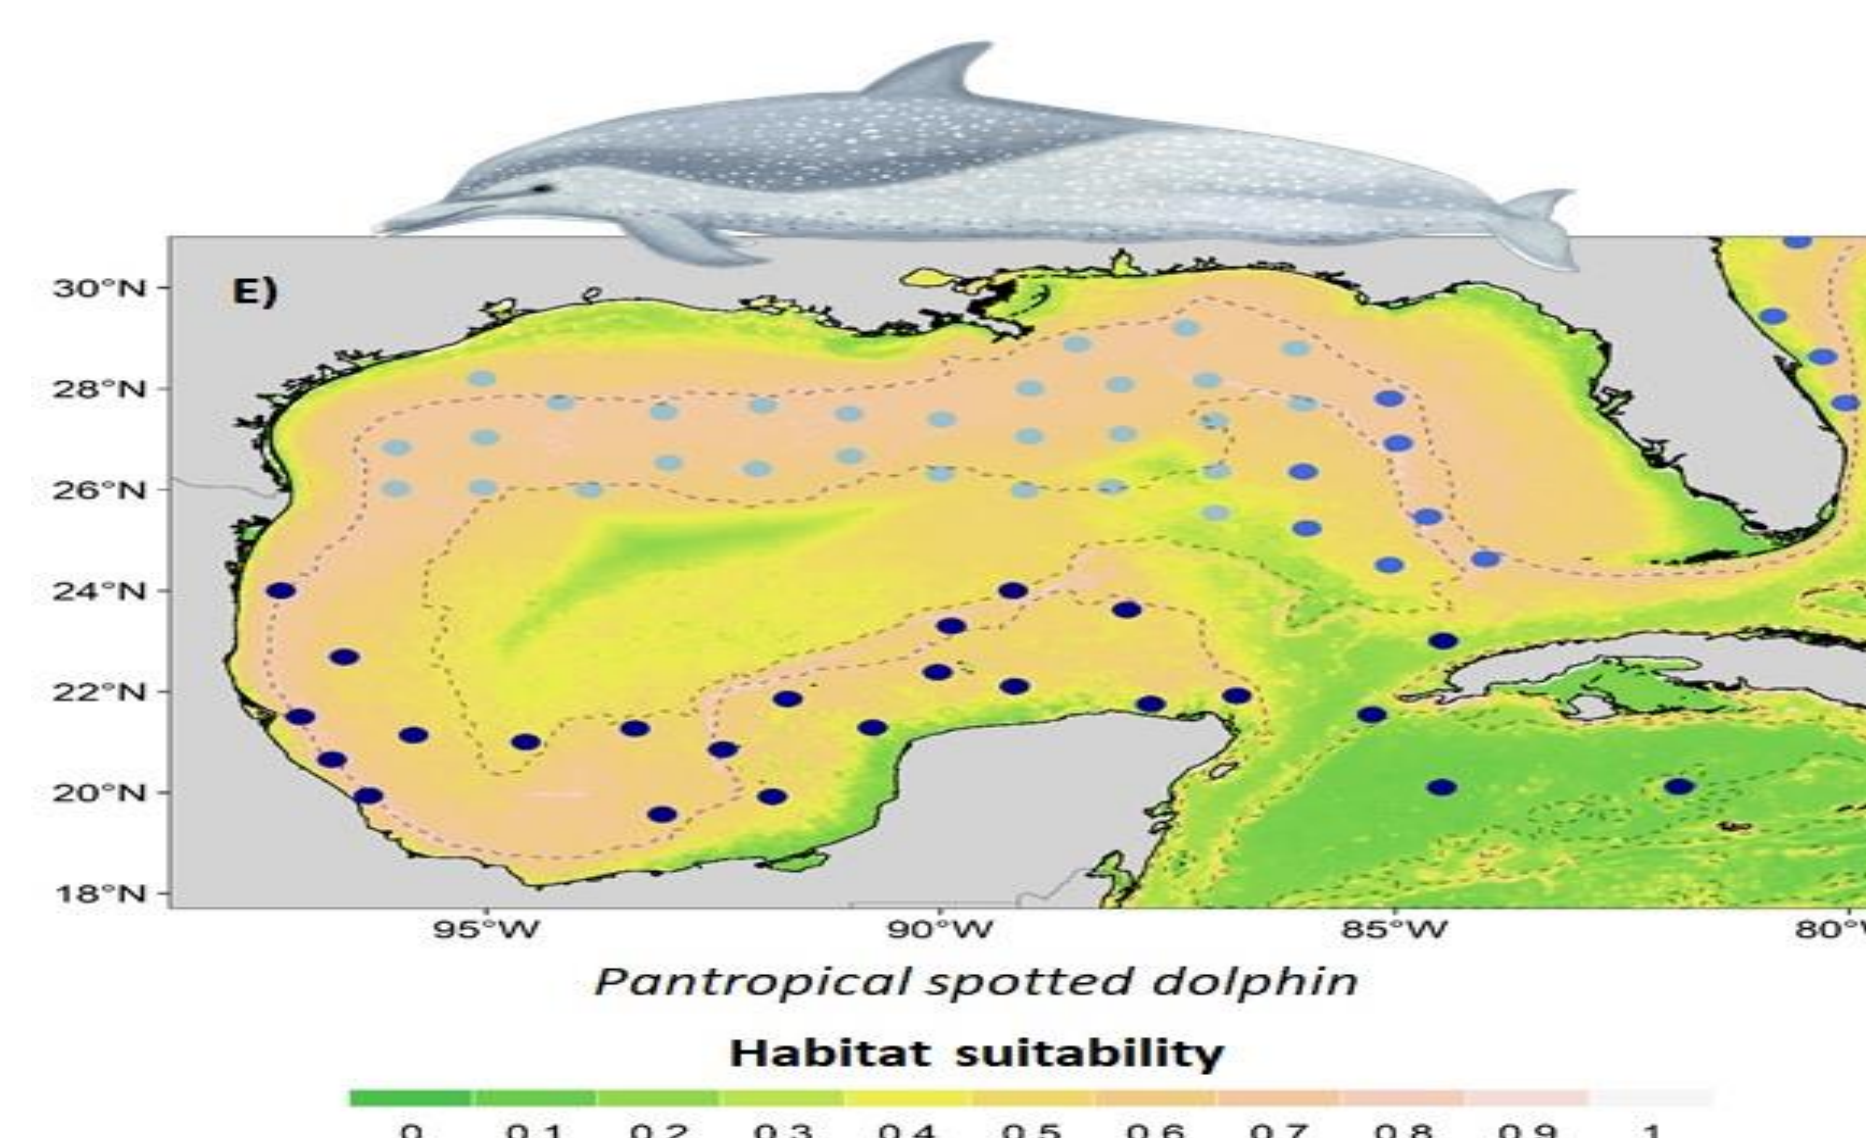 E)
30°N
28°N
26°N
24°N
22°N
20°N
18°N
95°W 90°W 85°W 80°W
Pantropical spotted dolphin
Habitat suitability
0 0.1 0.2 0.3 0.4 0.5 0.6 0.7 0.8 0.9 1